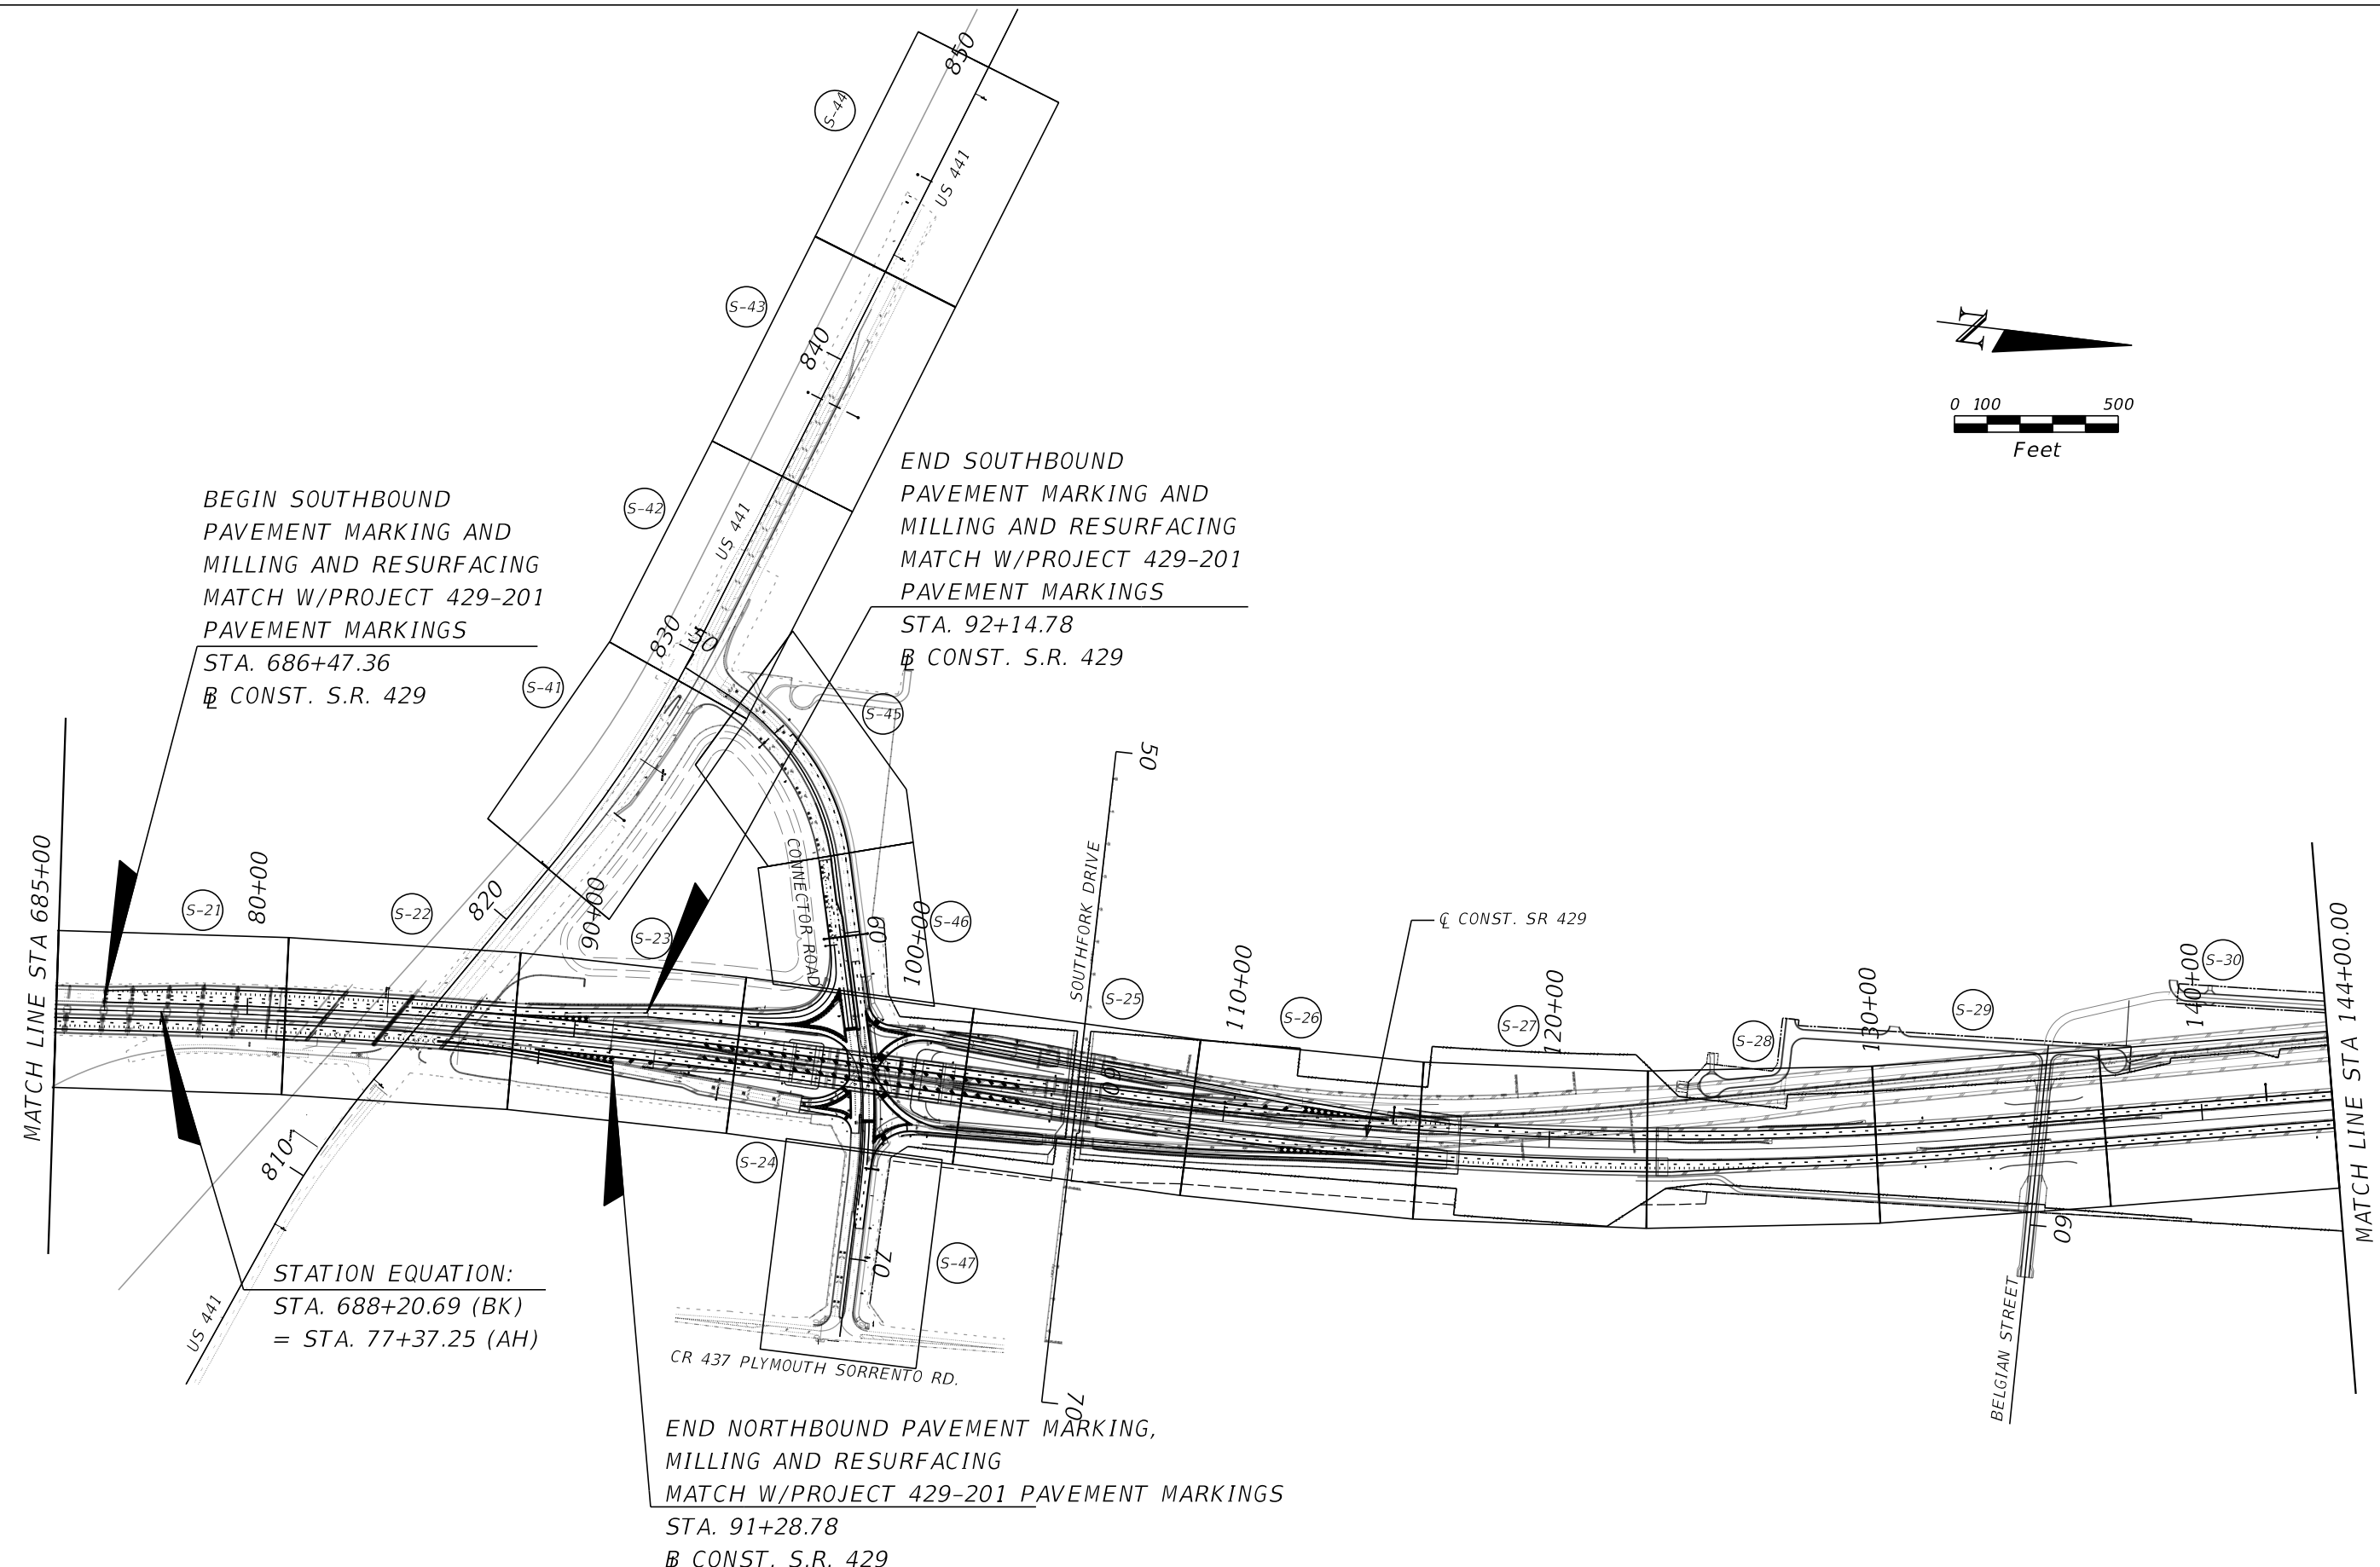 850
S-44
US 441
S-43
840
N
0 100 500
Feet
S-42
US 441
END SOUTHBOUND
PAVEMENT MARKING AND
MILLING AND RESURFACING
MATCH W/PROJECT 429-201
PAVEMENT MARKINGS
STA. 92+14.78
BL CONST. S.R. 429
BEGIN SOUTHBOUND
PAVEMENT MARKING AND
MILLING AND RESURFACING
MATCH W/PROJECT 429-201
PAVEMENT MARKINGS
STA. 686+47.36
BL CONST. S.R. 429
830
50
S-41
S-45
50
MATCH LINE STA 685+00
S-21
80+00
S-22
820
90+00
S-23
CONNECTOR ROAD
60
100+00
S-46
SOUTHFORK DRIVE
S-25
60
110+00
S-26
CL CONST. SR 429
S-27
120+00
S-28
130+00
S-29
140+00
S-30
MATCH LINE STA 144+00.00
810
S-24
70
S-47
60
BELGIAN STREET
STATION EQUATION:
STA. 688+20.69 (BK)
= STA. 77+37.25 (AH)
US 441
CR 437 PLYMOUTH SORRENTO RD.
70
END NORTHBOUND PAVEMENT MARKING,
MILLING AND RESURFACING
MATCH W/PROJECT 429-201 PAVEMENT MARKINGS
STA. 91+28.78
B CONST. S.R. 429